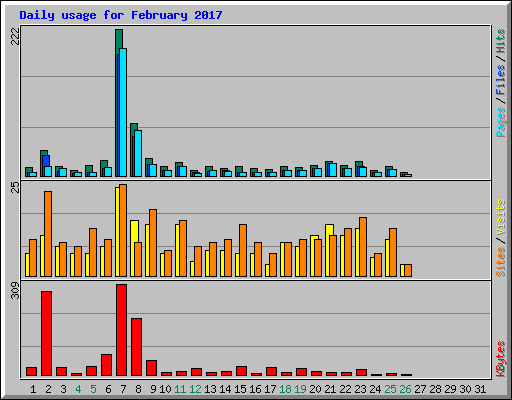 Daily usage for February 2017
222
Pages / Files / Hits
25
Sites / Visits
309
KBytes
1 2 3 4 5 6 7 8 9 10 11 12 13 14 15 16 17 18 19 20 21 22 23 24 25 26 27 28 29 30 31